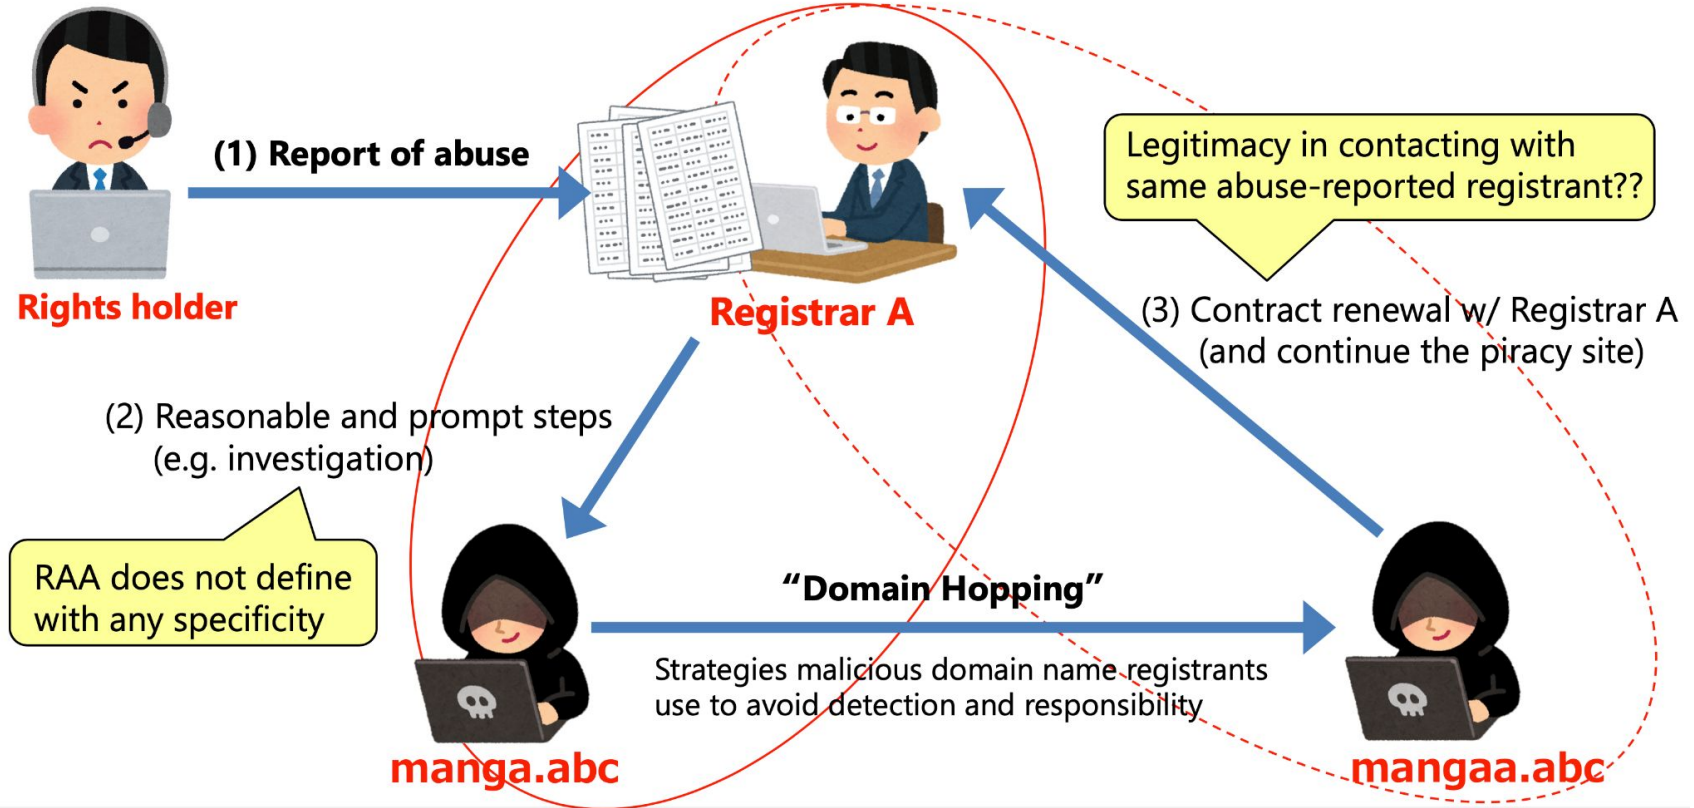 (1) Report of abuse
Rights holder
Registrar A
Legitimacy in contacting with
same abuse-reported registrant??
(3) Contract renewal w/ Registrar A
(and continue the piracy site)
(2) Reasonable and prompt steps
(e.g. investigation)
RAA does not define
with any specificity
“Domain Hopping”
Strategies malicious domain name registrants
use to avoid detection and responsibility
manga.abc
mangaa.abc